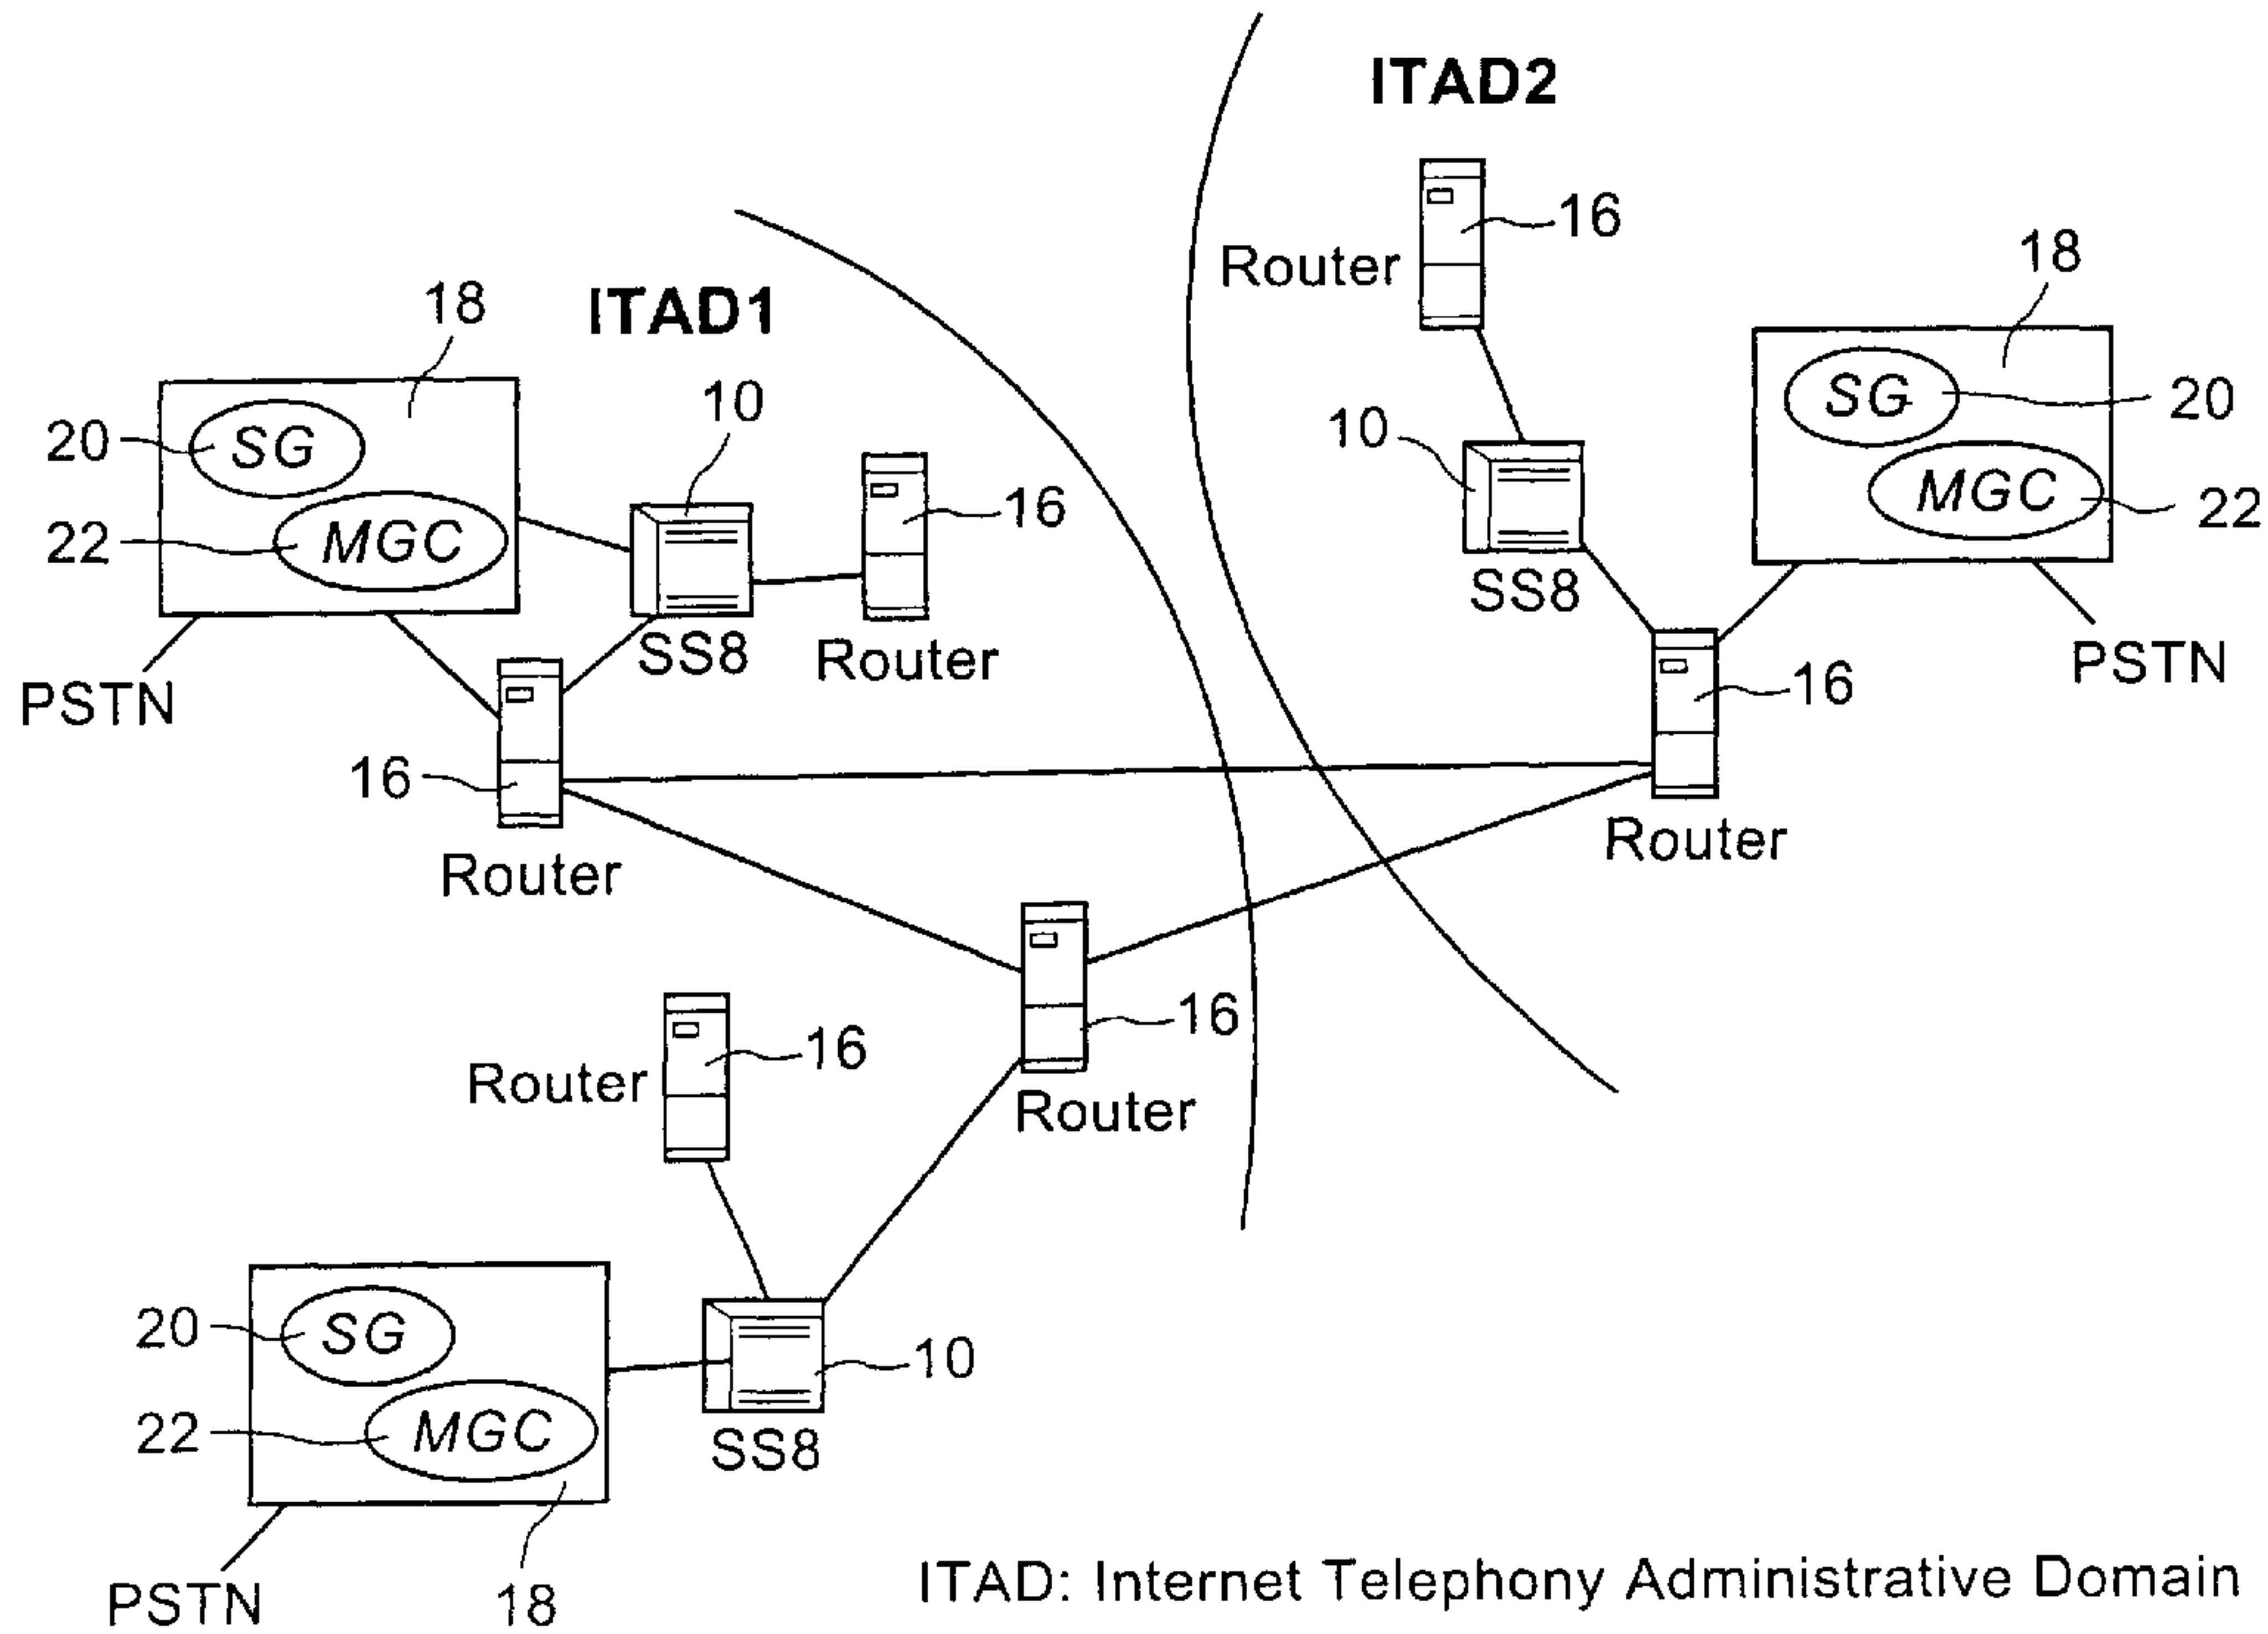 ITAD2
16
Router
18
ITAD1
18
10
20
SG
SG
20
10
MGC
22
16
22
MGC
SS8
SS8
Router
PSTN
PSTN
16
16
Router
Router
16
Router
16
Router
20
SG
10
22
MGC
SS8
PSTN
18
ITAD: Internet Telephony Administrative Domain